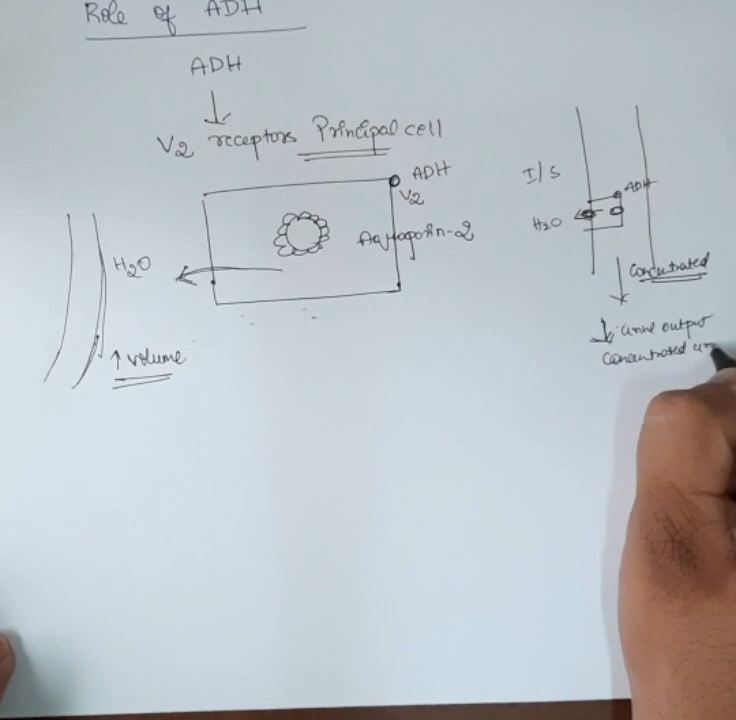 Role of ADH
ADH
V2 receptors Principal cell
ADH
V2
Aquaporin-2
H2O
↑ volume
I/S
ADH
H2O
Concentrated
↓ urine output
Concentrated